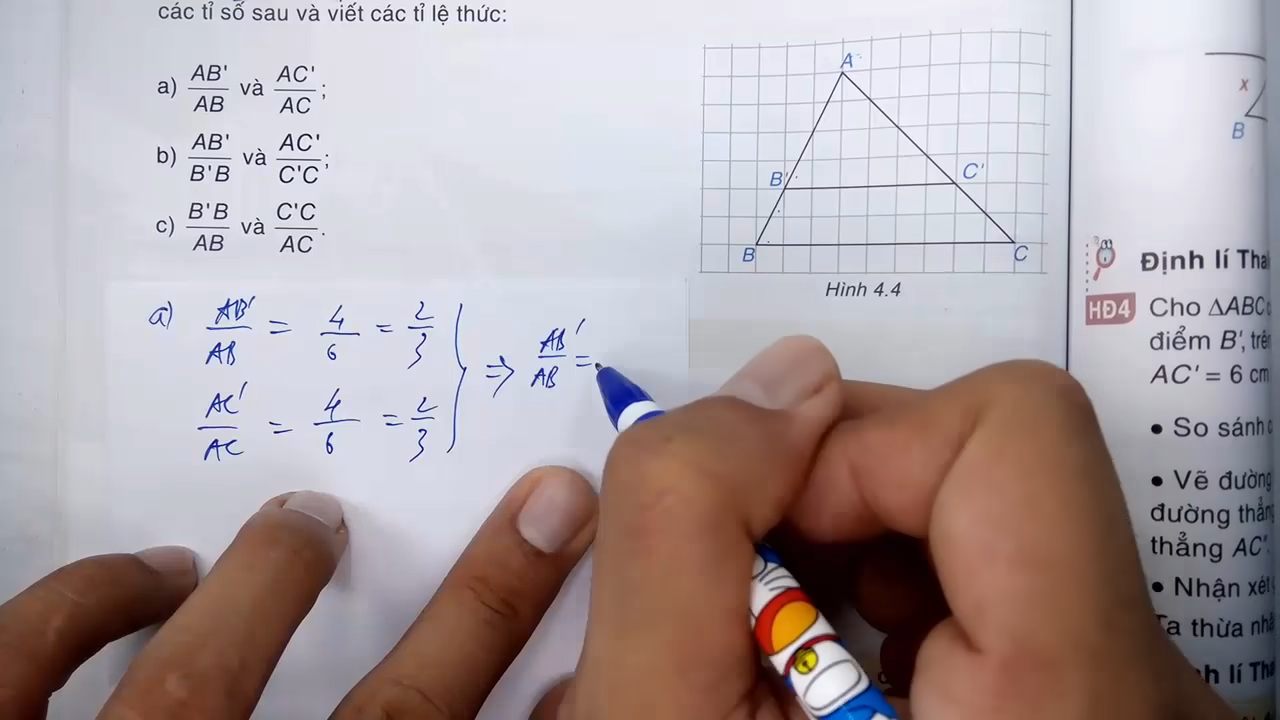 các tỉ số sau và viết các tỉ lệ thức:
a) AB'/AB và AC'/AC;
b) AB'/B'B và AC'/C'C;
c) B'B/AB và C'C/AC.
A
B'
C'
B
C
Hình 4.4
x
B
Định lí Tha
HĐ4 Cho ΔABC
điểm B', trê
AC' = 6 cm
• So sánh
• Vẽ đường
đường thẳng
thẳng AC
• Nhận xét
Ta thừa nh
a) AB'/AB = 4/6 = 2/3
AC'/AC = 4/6 = 2/3
⇒ AB'/AB =